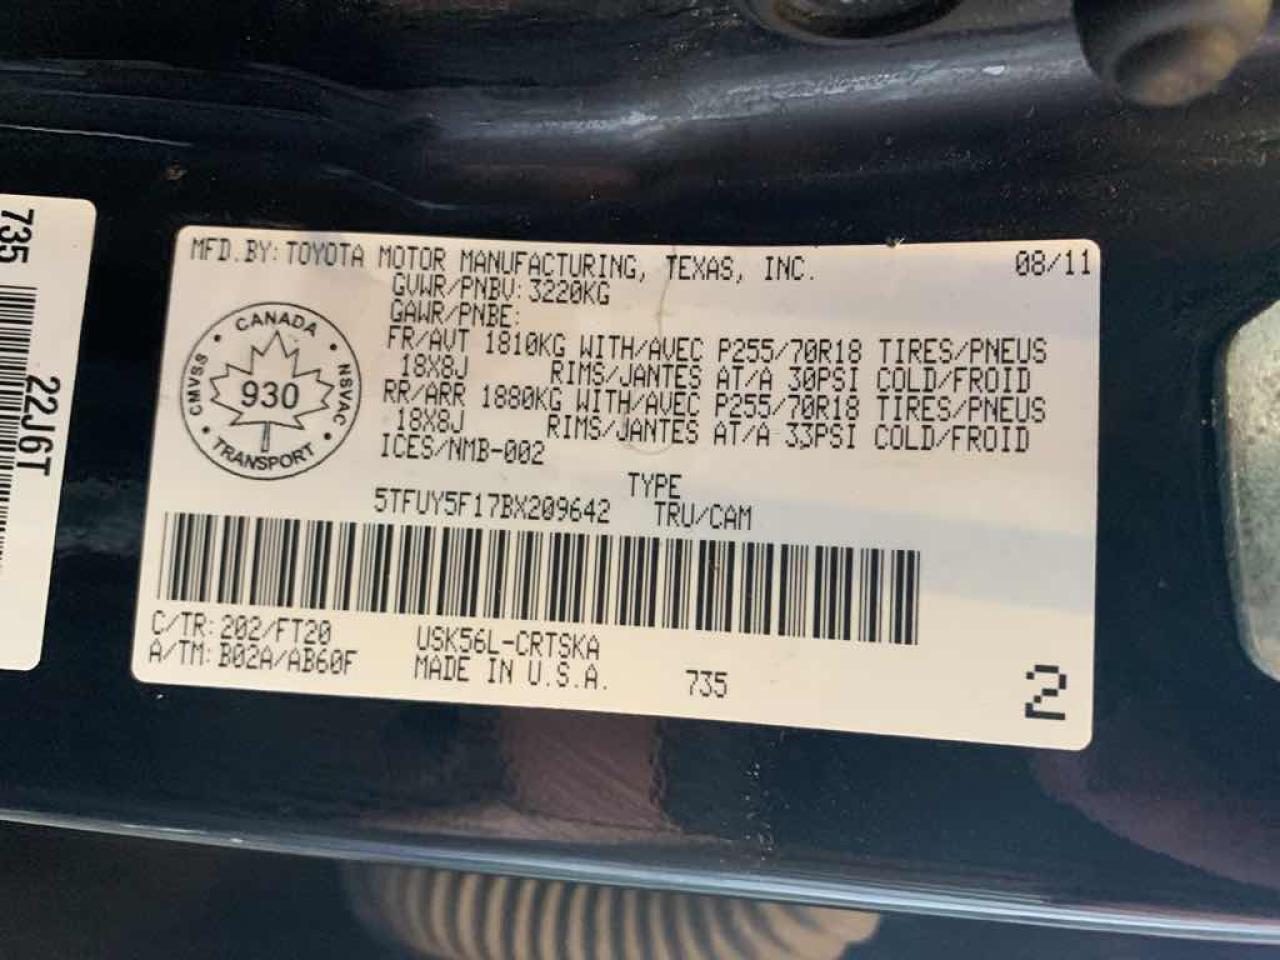 MFD.BY: TOYOTA MOTOR MANUFACTURING, TEXAS, INC. 08/11
GVWR/PNBV: 3220KG
GAWR/PNBE:
FR/AVT 1810KG WITH/AVEC P255/70R18 TIRES/PNEUS
18X8J RIMS/JANTES AT/A 30PSI COLD/FROID
RR/ARR 1880KG WITH/AVEC P255/70R18 TIRES/PNEUS
18X8J RIMS/JANTES AT/A 33PSI COLD/FROID
ICES/NMB-002
CANADA
CMVSS
930
NSVAC
TRANSPORT
TYPE
5TFUY5F17BX209642 TRU/CAM
C/TR: 202/FT20 USK56L-CRTSKA
A/TM: B02A/AB60F MADE IN U.S.A. 735
2
735
22J6T